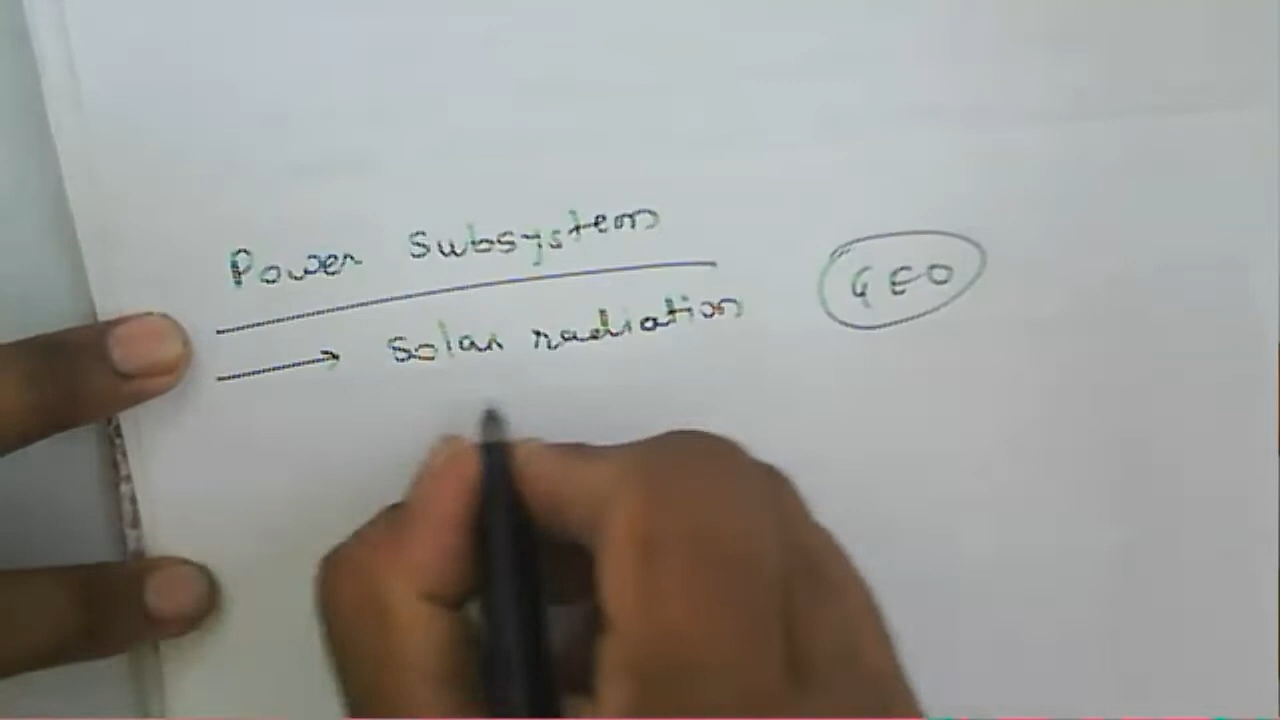 Power Subsystem
→ Solar radiation
GEO